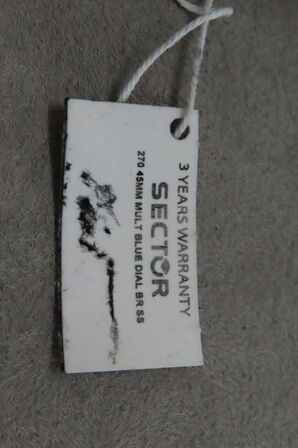 3 YEARS WARRANTY
SECTOR
270 45MM MULT BLUE DIAL BR SS